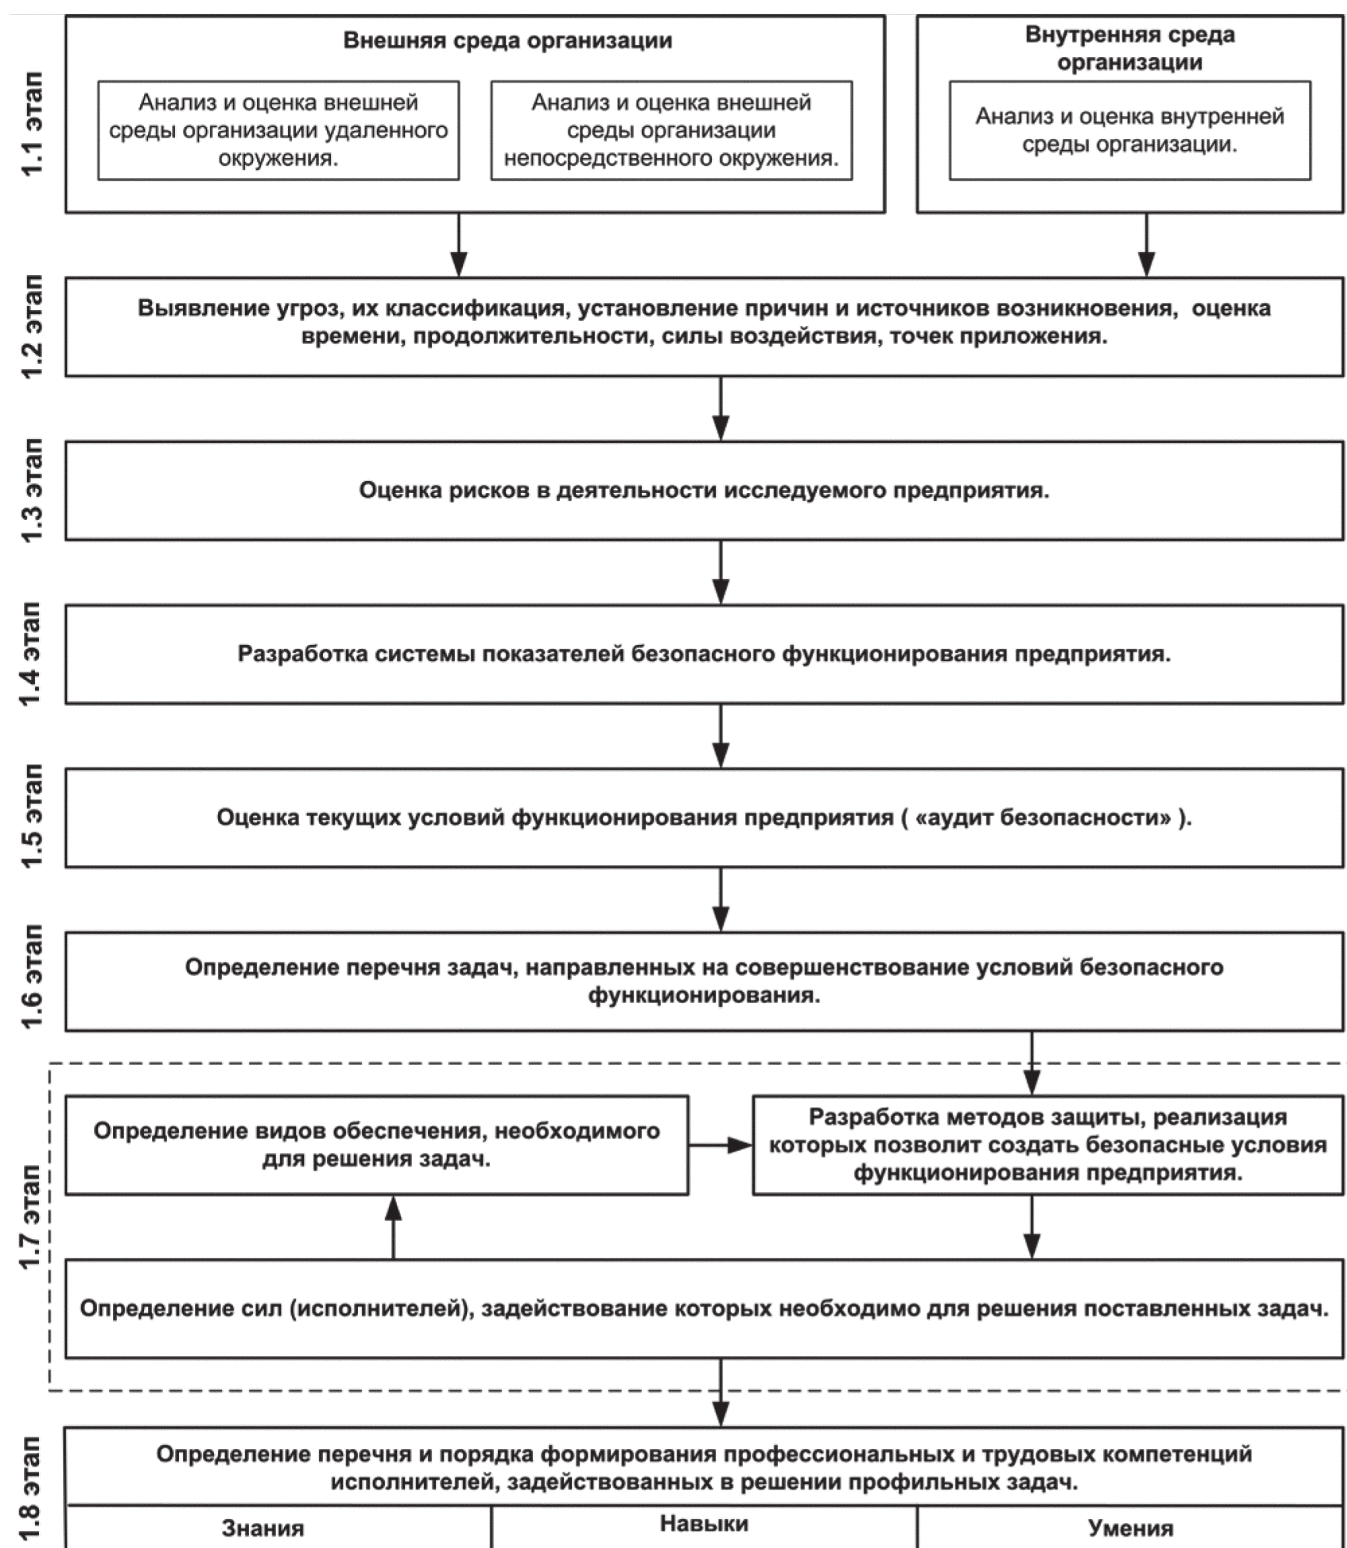 1.1 этап
Внешняя среда организации
Анализ и оценка внешней
среды организации удаленного
окружения.
Анализ и оценка внешней
среды организации
непосредственного окружения.
Внутренняя среда
организации
Анализ и оценка внутренней
среды организации.
1.2 этап
Выявление угроз, их классификация, установление причин и источников возникновения, оценка
времени, продолжительности, силы воздействия, точек приложения.
1.3 этап
Оценка рисков в деятельности исследуемого предприятия.
1.4 этап
Разработка системы показателей безопасного функционирования предприятия.
1.5 этап
Оценка текущих условий функционирования предприятия ( «аудит безопасности» ).
1.6 этап
Определение перечня задач, направленных на совершенствование условий безопасного
функционирования.
1.7 этап
Определение видов обеспечения, необходимого
для решения задач.
Разработка методов защиты, реализация
которых позволит создать безопасные условия
функционирования предприятия.
Определение сил (исполнителей), задействование которых необходимо для решения поставленных задач.
1.8 этап
Определение перечня и порядка формирования профессиональных и трудовых компетенций
исполнителей, задействованных в решении профильных задач.
Знания
Навыки
Умения